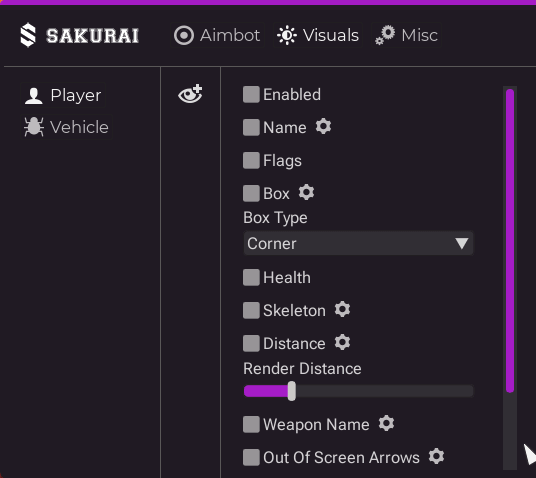 SAKURAI
Aimbot
Visuals
Misc
Player
Vehicle
Enabled
Name
Flags
Box
Box Type
Corner
Health
Skeleton
Distance
Render Distance
Weapon Name
Out Of Screen Arrows